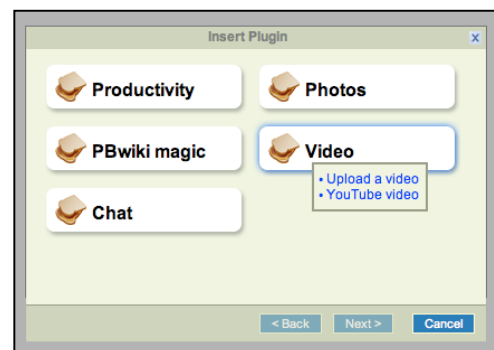 Insert Plugin x
Productivity
Photos
PBwiki magic
Video
• Upload a video
• YouTube video
Chat
< Back Next > Cancel